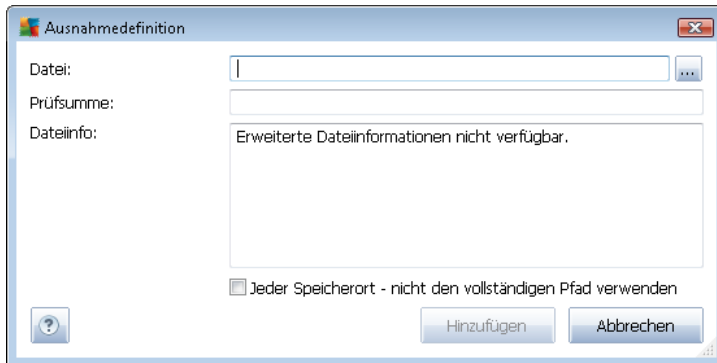 Ausnahmedefinition
Datei:
...
Prüfsumme:
Dateiinfo:
Erweiterte Dateiinformationen nicht verfügbar.
Jeder Speicherort - nicht den vollständigen Pfad verwenden
?
Hinzufügen
Abbrechen